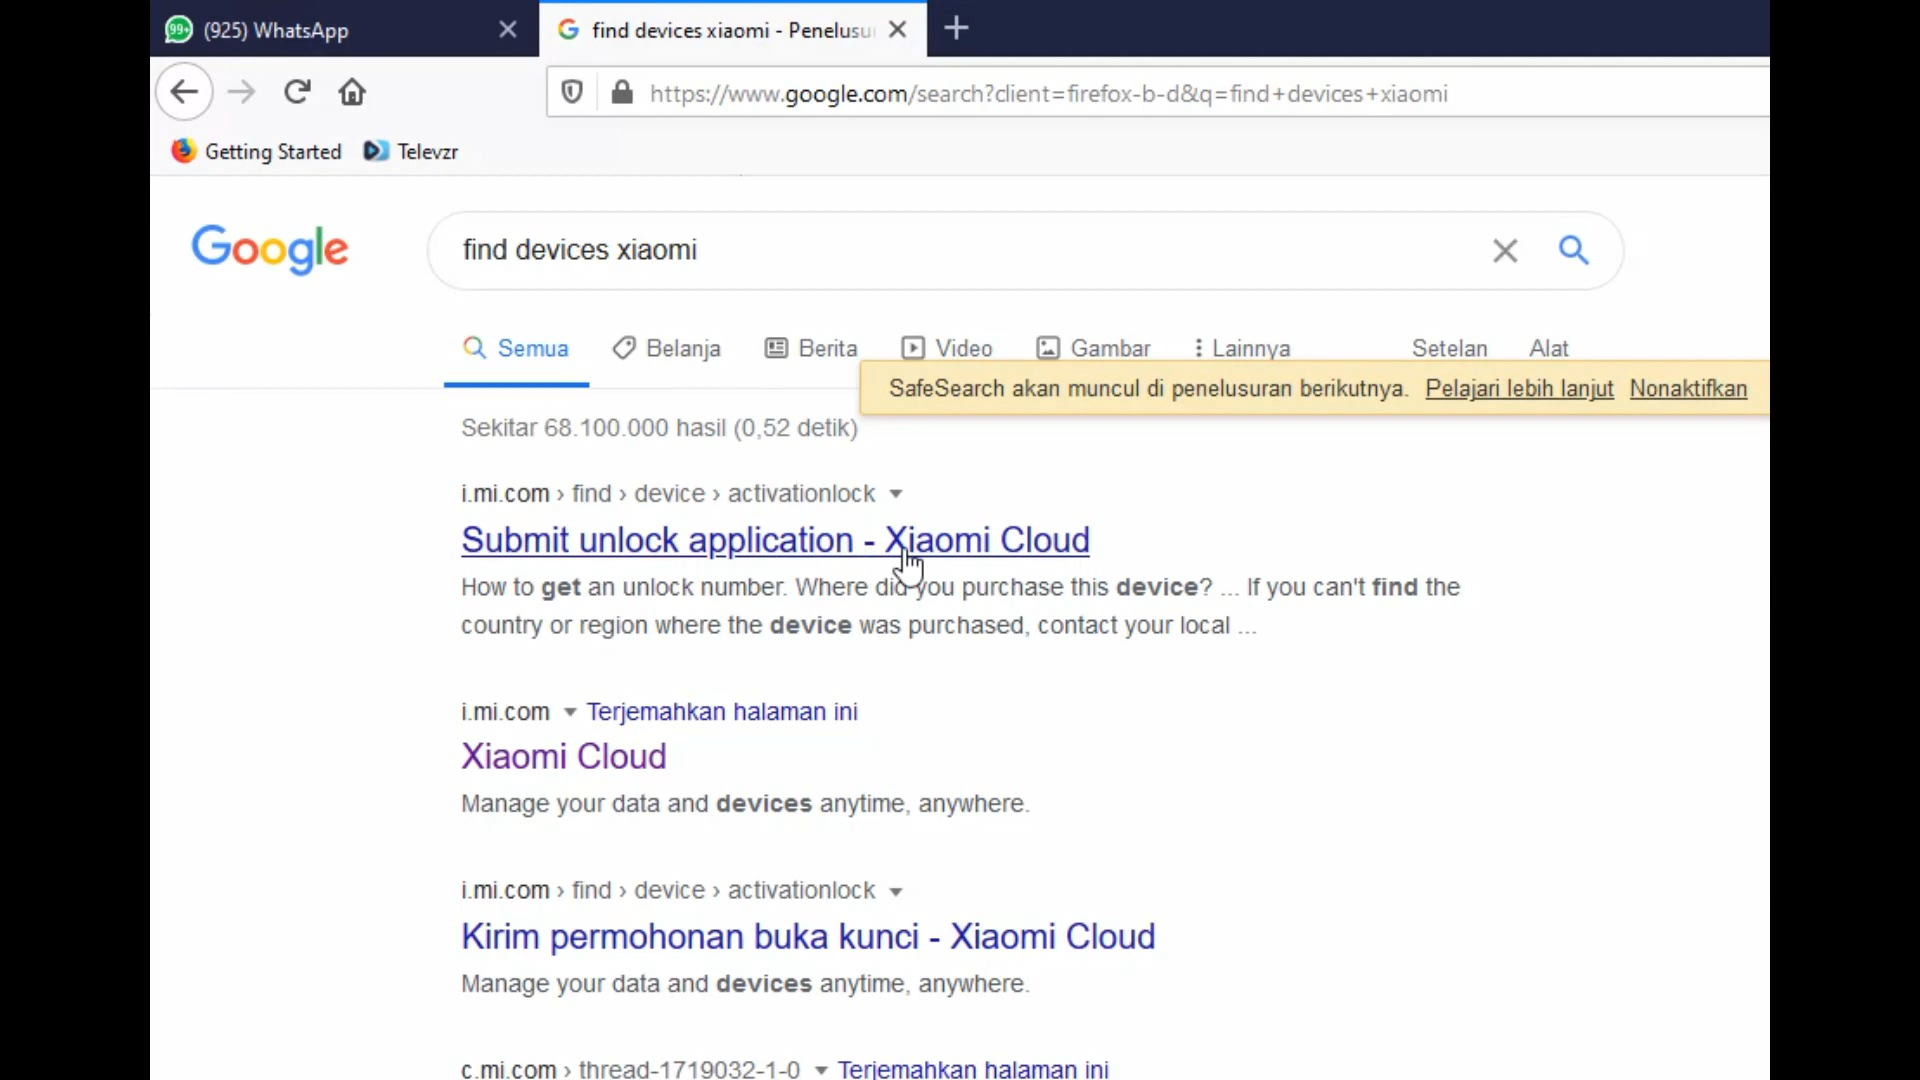 99+ (925) WhatsApp
find devices xiaomi - Penelusu
https://www.google.com/search?client=firefox-b-d&q=find+devices+xiaomi
Getting Started Televzr
Google find devices xiaomi
Semua Belanja Berita Video Gambar Lainnya Setelan Alat
SafeSearch akan muncul di penelusuran berikutnya. Pelajari lebih lanjut Nonaktifkan
Sekitar 68.100.000 hasil (0,52 detik)
i.mi.com › find › device › activationlock
Submit unlock application - Xiaomi Cloud
How to get an unlock number. Where did you purchase this device? ... If you can't find the
country or region where the device was purchased, contact your local ...
i.mi.com Terjemahkan halaman ini
Xiaomi Cloud
Manage your data and devices anytime, anywhere.
i.mi.com › find › device › activationlock
Kirim permohonan buka kunci - Xiaomi Cloud
Manage your data and devices anytime, anywhere.
c.mi.com › thread-1719032-1-0 Terjemahkan halaman ini